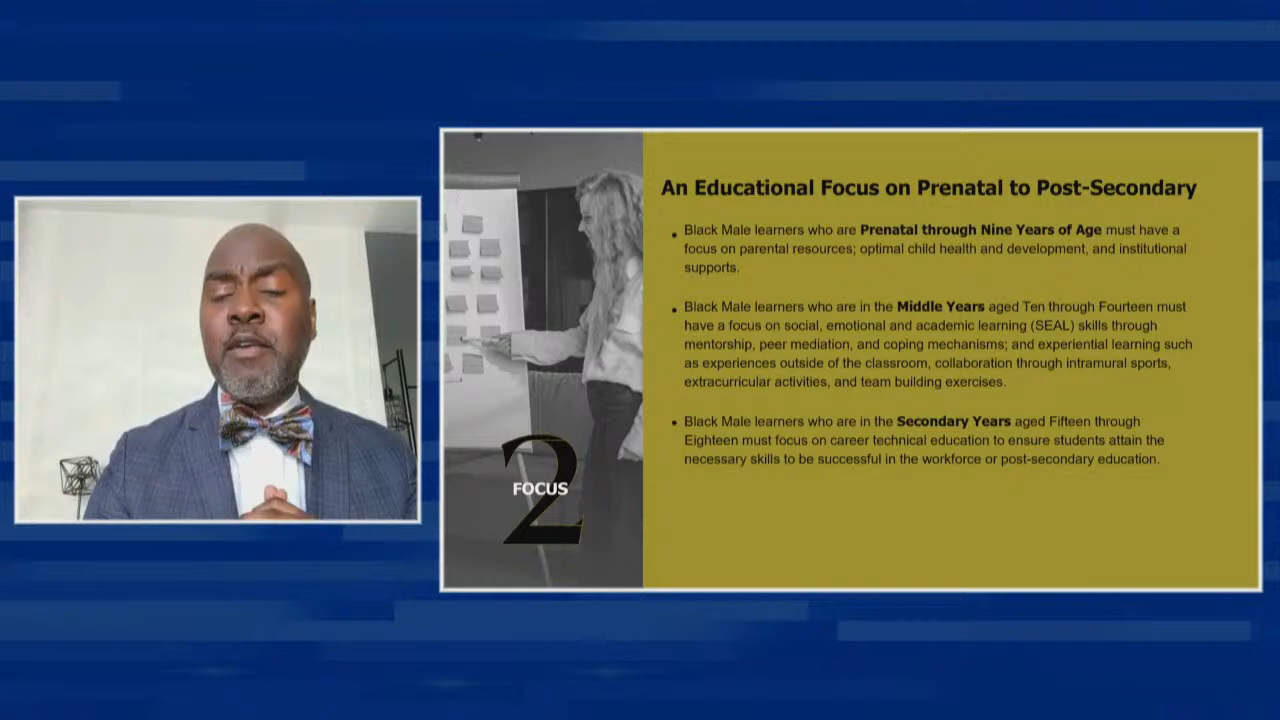 An Educational Focus on Prenatal to Post-Secondary
• Black Male learners who are Prenatal through Nine Years of Age must have a
focus on parental resources; optimal child health and development, and institutional
supports.
• Black Male learners who are in the Middle Years aged Ten through Fourteen must
have a focus on social, emotional and academic learning (SEAL) skills through
mentorship, peer mediation, and coping mechanisms; and experiential learning such
as experiences outside of the classroom, collaboration through intramural sports,
extracurricular activities, and team building exercises.
• Black Male learners who are in the Secondary Years aged Fifteen through
Eighteen must focus on career technical education to ensure students attain the
necessary skills to be successful in the workforce or post-secondary education.
2
FOCUS